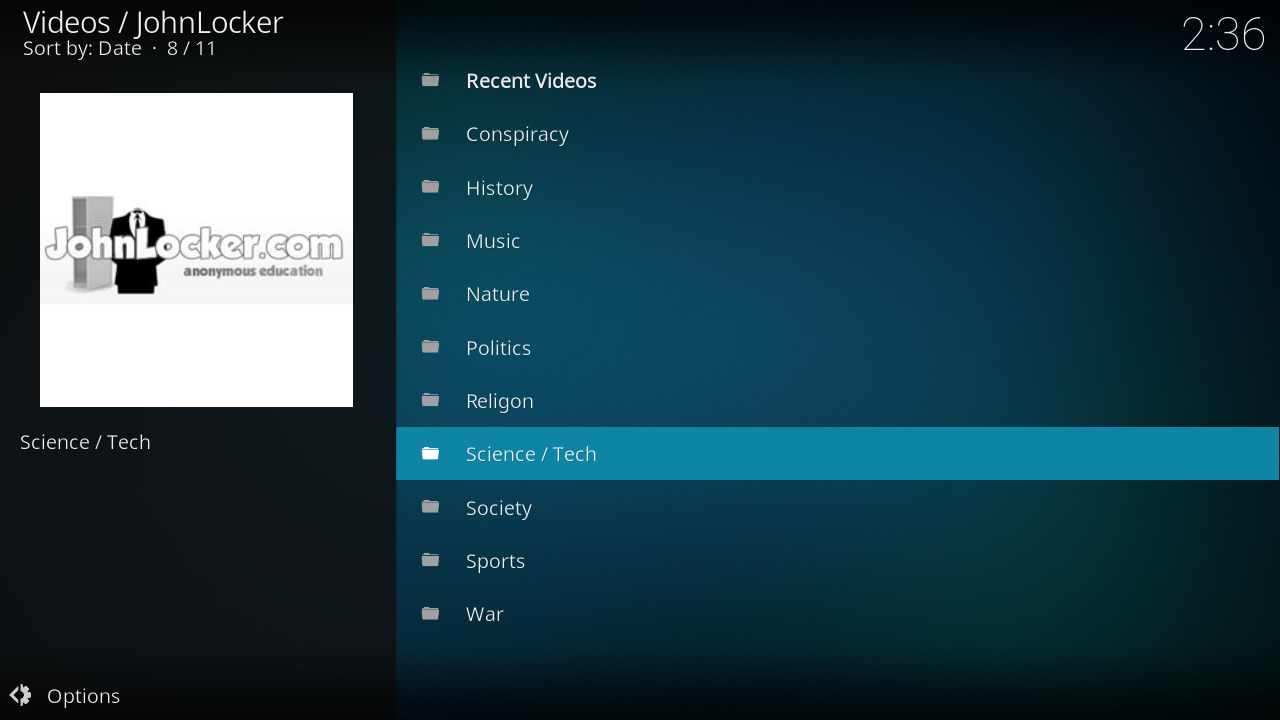 Videos / JohnLocker
Sort by: Date · 8 / 11
2:36
JohnLocker.com
anonymous education
Science / Tech
Recent Videos
Conspiracy
History
Music
Nature
Politics
Religon
Science / Tech
Society
Sports
War
Options